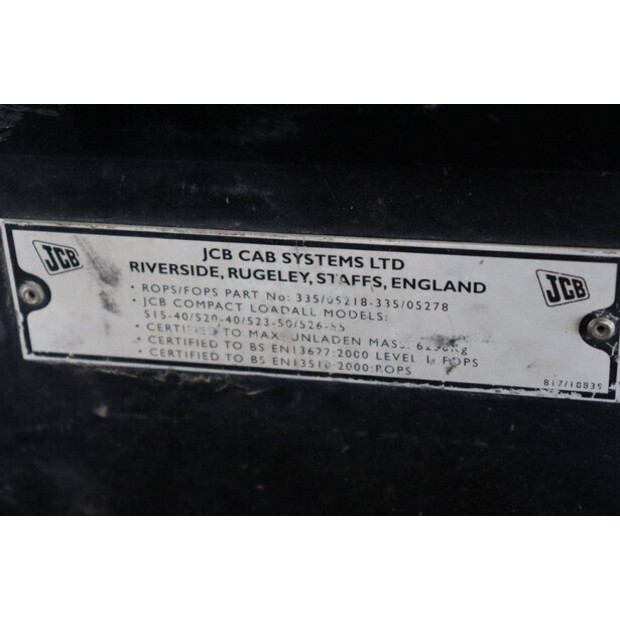 JCB
JCB CAB SYSTEMS LTD
RIVERSIDE, RUGELEY, STAFFS, ENGLAND
• ROPS/FOPS PART No: 335/05218-335/05278
• JCB COMPACT LOADALL MODELS:
515-40/520-40/523-50/526-55
• CERTIFIED TO MAX. UNLADEN MASS:
• CERTIFIED TO BS EN13627:2000 LEVEL FOPS
• CERTIFIED TO BS EN13510:2000:ROPS
JCB
817/10839